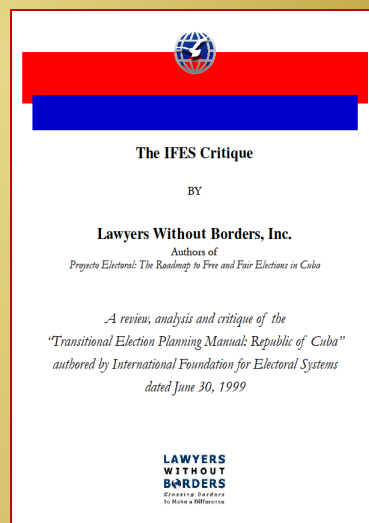 The IFES Critique
BY
Lawyers Without Borders, Inc.
Authors of
Proyecto Electoral: The Roadmap to Free and Fair Elections in Cuba
A review, analysis and critique of the
“Transitional Election Planning Manual: Republic of Cuba”
authored by International Foundation for Electoral Systems
dated June 30, 1999
LAWYERS
WITHOUT
BORDERS
Crossing Borders
to Make a Difference